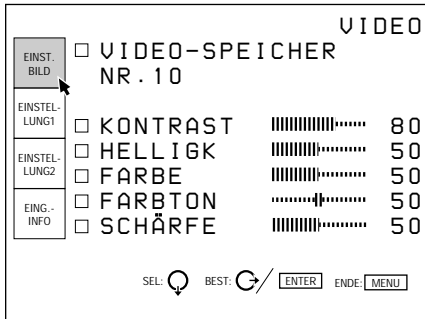 VIDEO
EINST.
BILD
EINSTEL-
LUNG1
EINSTEL-
LUNG2
EING.-
INFO
VIDEO-SPEICHER
NR.10
KONTRAST 80
HELLIGK 50
FARBE 50
FARBTON 50
SCHÄRFE 50
SEL: BEST: / ENTER ENDE: MENU